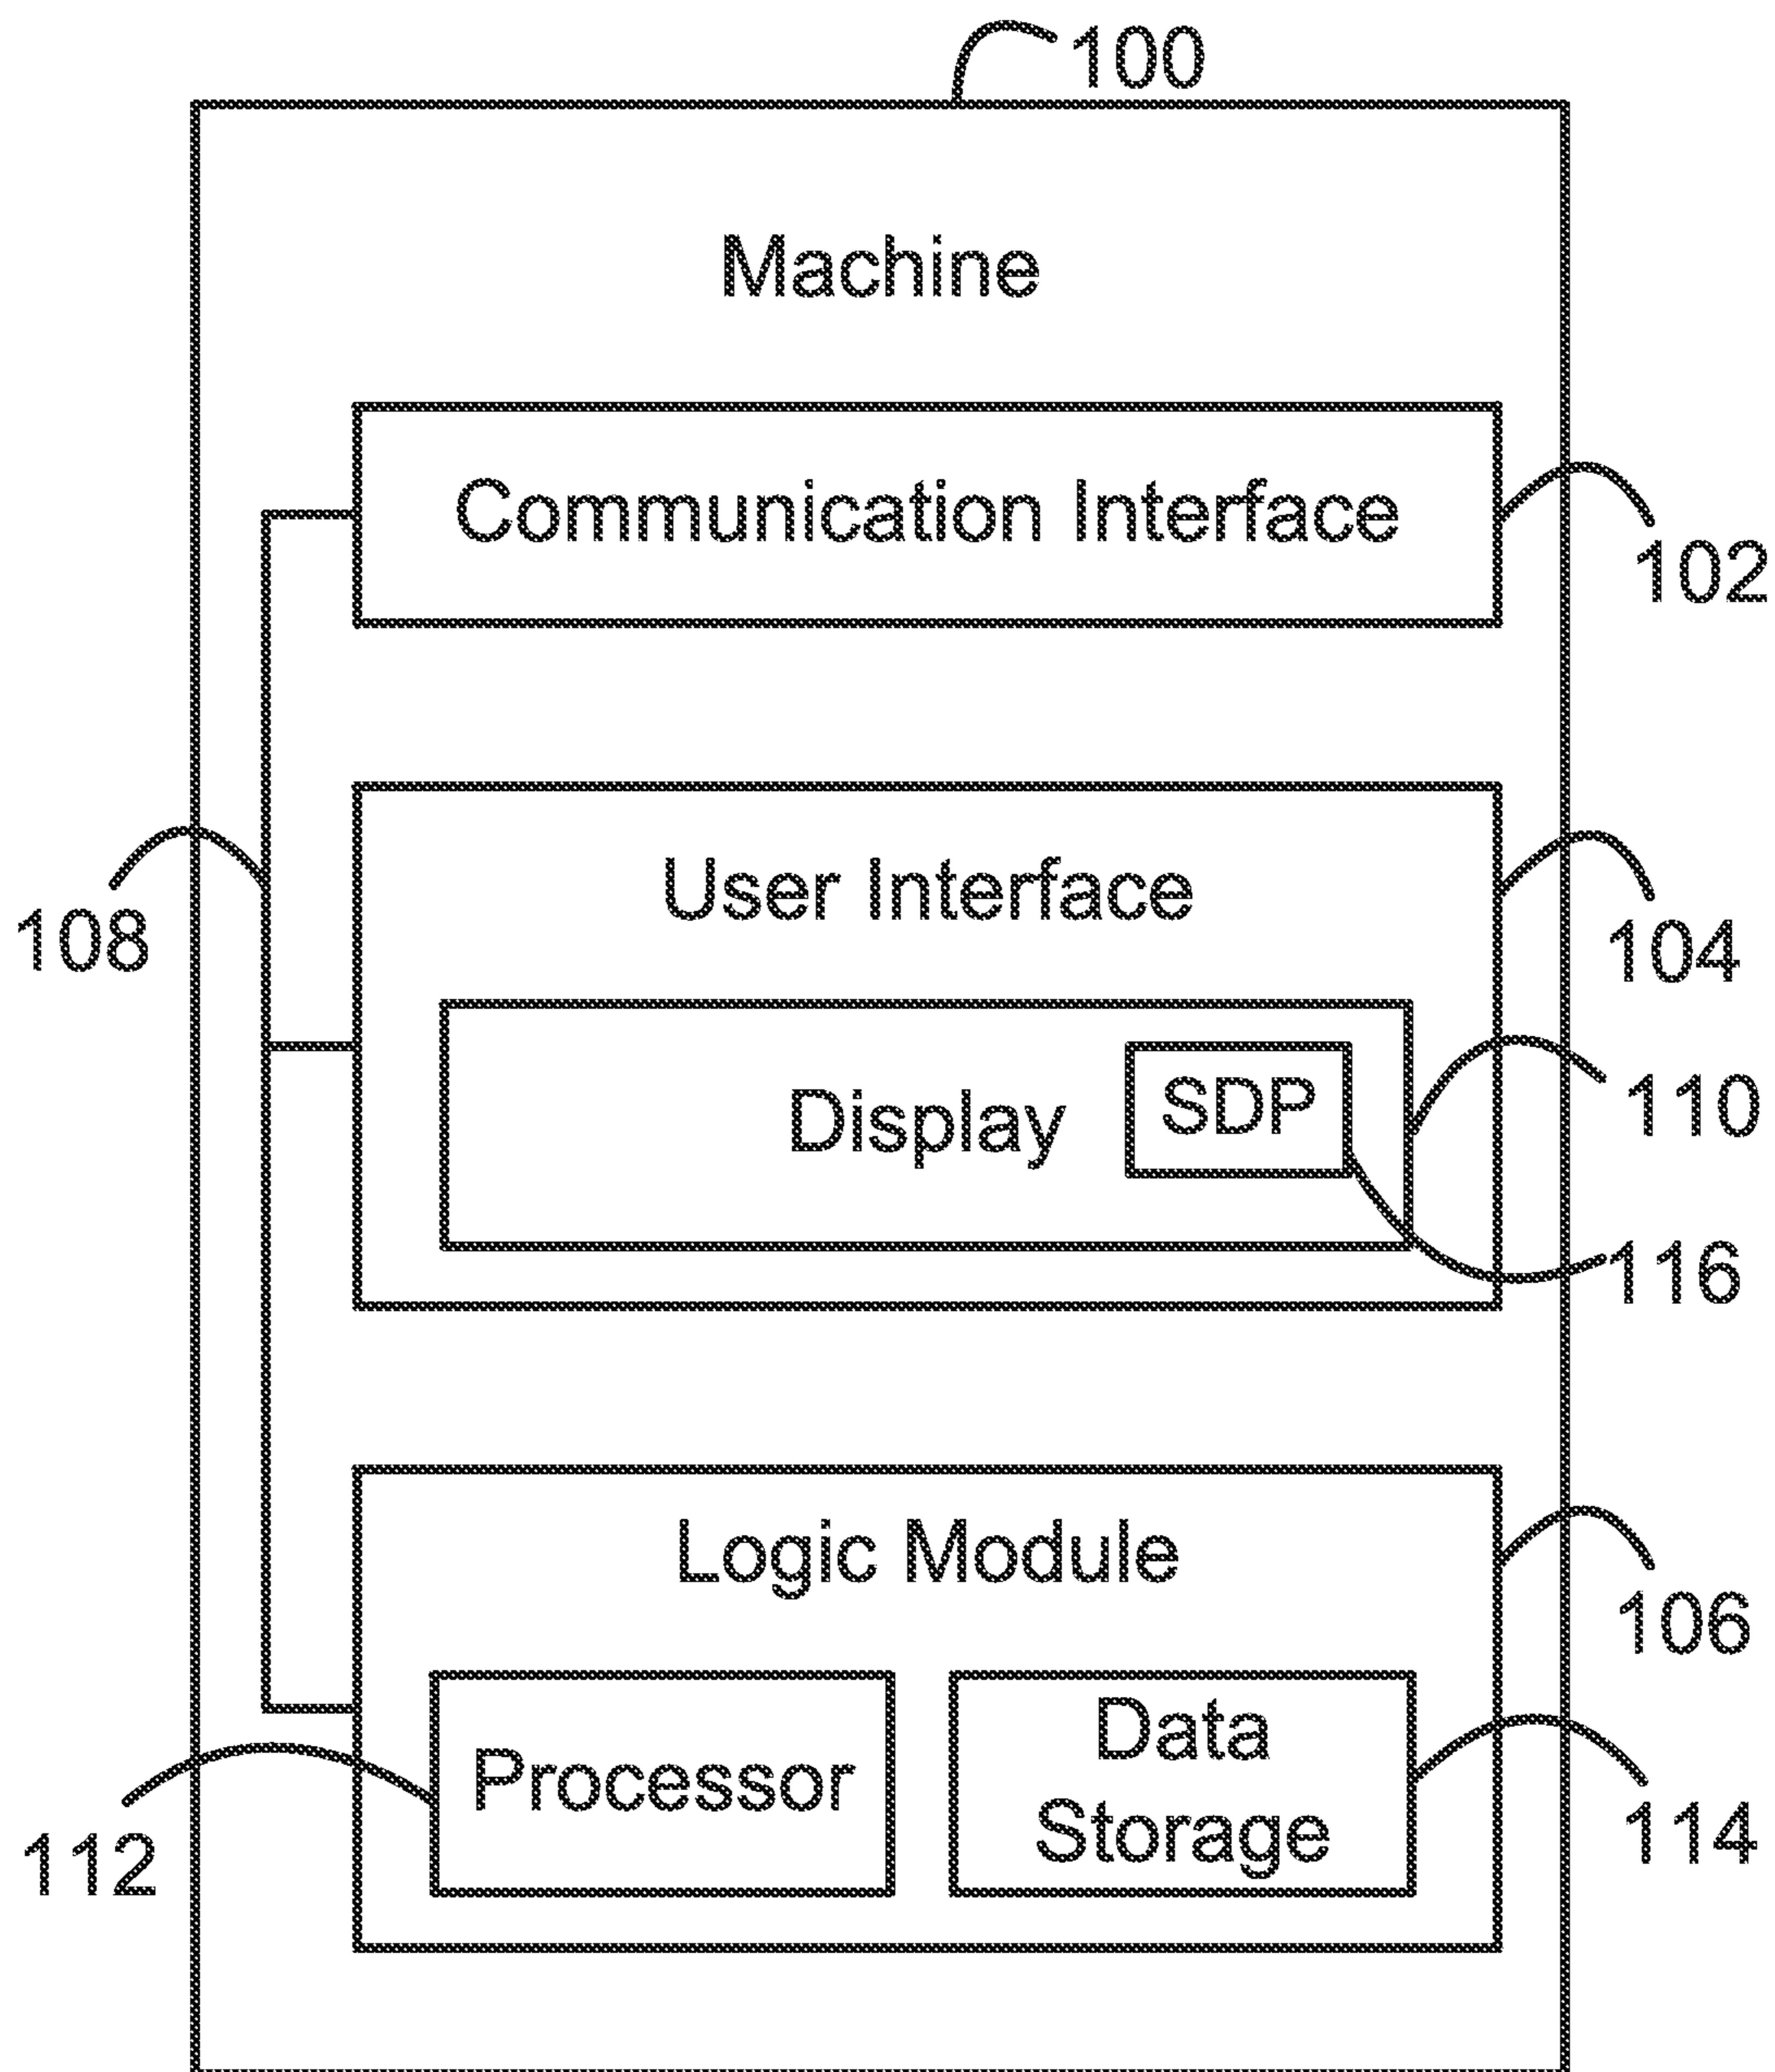 100
Machine
Communication Interface
102
User Interface
108
104
Display
SDP
110
116
Logic Module
106
Processor
Data
Storage
112
114